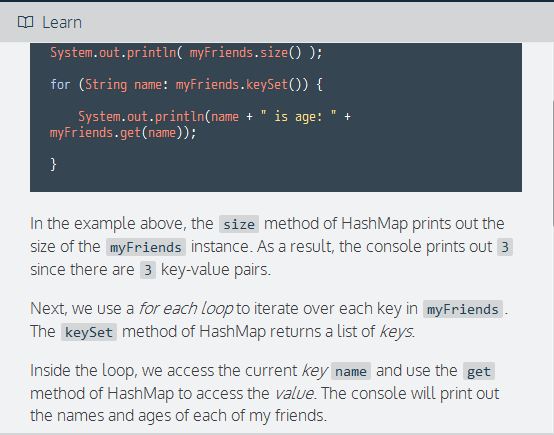 Learn
System.out.println( myFriends.size() );
for (String name: myFriends.keySet()) {
System.out.println(name + " is age: " +
myFriends.get(name));
}
In the example above, the size method of HashMap prints out the
size of the myFriends instance. As a result, the console prints out 3
since there are 3 key-value pairs.
Next, we use a for each loop to iterate over each key in myFriends .
The keySet method of HashMap returns a list of keys.
Inside the loop, we access the current key name and use the get
method of HashMap to access the value. The console will print out
the names and ages of each of my friends.